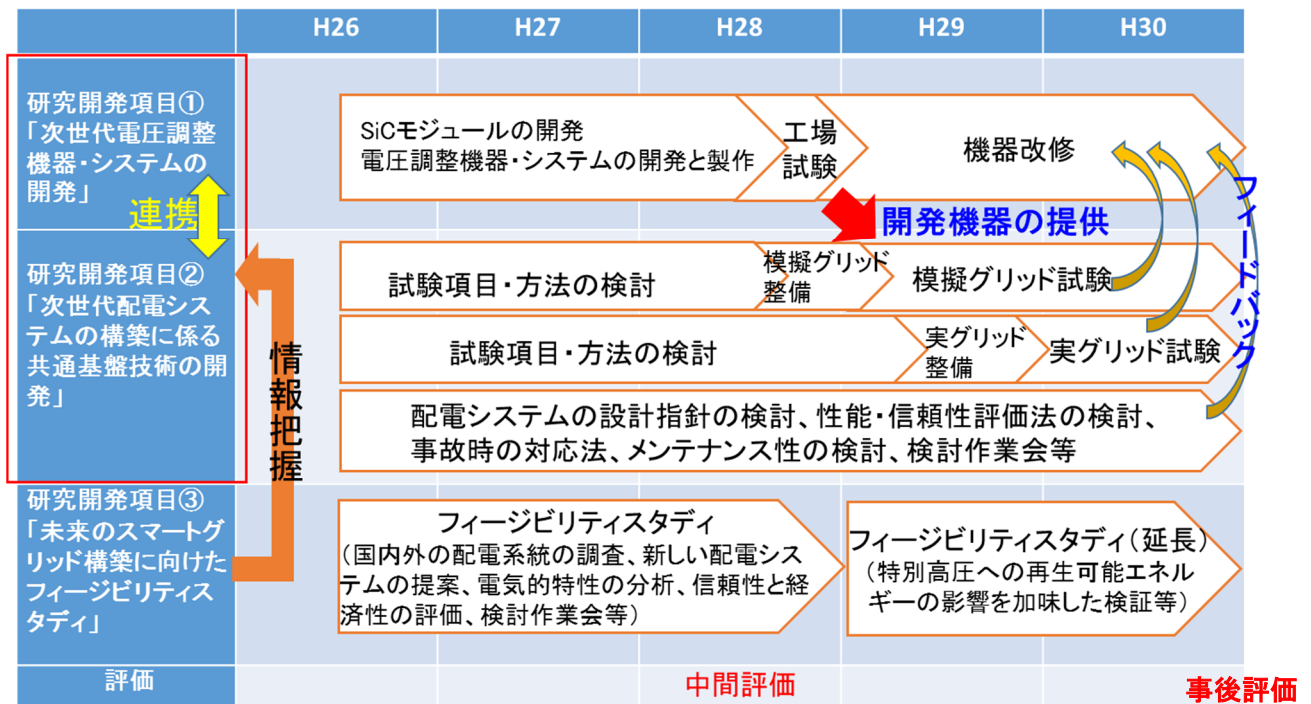 H26 H27 H28 H29 H30
研究開発項目①
「次世代電圧調整
機器・システムの
開発」
SiCモジュールの開発
電圧調整機器・システムの開発と製作
工場
試験
機器改修
連携
開発機器の提供
フィードバック
研究開発項目②
「次世代配電シス
テムの構築に係る
共通基盤技術の開
発」
試験項目・方法の検討
模擬グリッド
整備
模擬グリッド試験
試験項目・方法の検討
実グリッド
整備
実グリッド試験
配電システムの設計指針の検討、性能・信頼性評価法の検討、
事故時の対応法、メンテナンス性の検討、検討作業会等
情報把握
研究開発項目③
「未来のスマートグ
リッド構築に向けた
フィージビリティス
タディ」
フィージビリティスタディ
（国内外の配電系統の調査、新しい配電シス
テムの提案、電気的特性の分析、信頼性と経
済性の評価、検討作業会等）
フィージビリティスタディ（延長）
（特別高圧への再生可能エネル
ギーの影響を加味した検証等）
評価
中間評価
事後評価